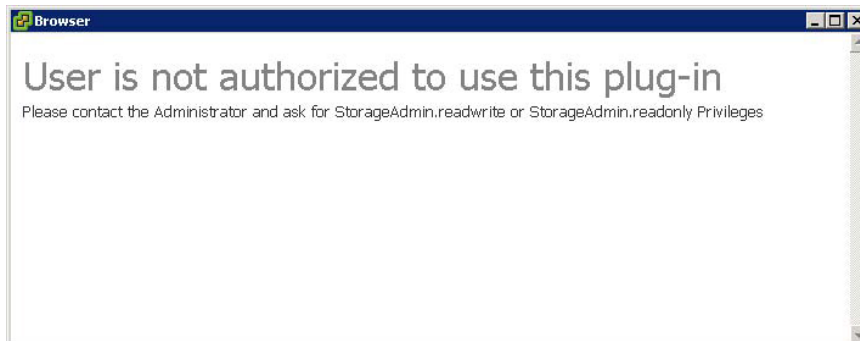 Browser
User is not authorized to use this plug-in
Please contact the Administrator and ask for StorageAdmin.readwrite or StorageAdmin.readonly Privileges